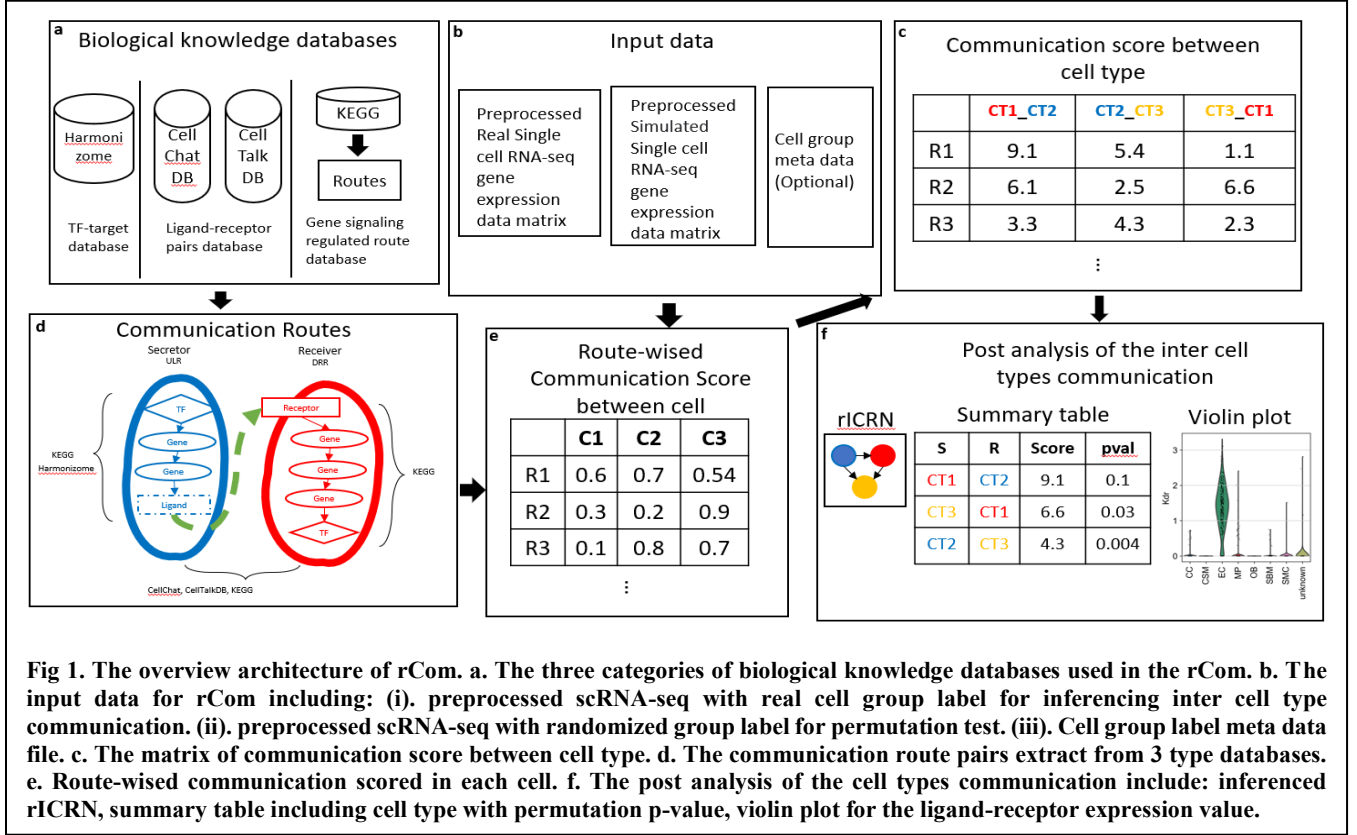 a
Biological knowledge databases
Harmoni
zome
Cell
Chat
DB
Cell
Talk
DB
KEGG
Routes
TF-target
database
Ligand-receptor
pairs database
Gene signaling
regulated route
database
b
Input data
Preprocessed
Real Single
cell RNA-seq
gene
expression
data matrix
Preprocessed
Simulated
Single cell
RNA-seq
gene
expression
data matrix
Cell group
meta data
(Optional)
c
Communication score between
cell type
CT1_CT2 CT2_CT3 CT3_CT1
R1 9.1 5.4 1.1
R2 6.1 2.5 6.6
R3 3.3 4.3 2.3
⋮
d
Communication Routes
Secretor
ULR
Receiver
DRR
TF
Gene
Gene
Ligand
Receptor
Gene
Gene
Gene
TF
KEGG
Harmonizome
KEGG
CellChat, CellTalkDB, KEGG
e
Route-wised
Communication Score
between cell
C1 C2 C3
R1 0.6 0.7 0.54
R2 0.3 0.2 0.9
R3 0.1 0.8 0.7
⋮
f
Post analysis of the inter cell
types communication
rICRN
Summary table
S R Score pval
CT1 CT2 9.1 0.1
CT3 CT1 6.6 0.03
CT2 CT3 4.3 0.004
Violin plot
Kdr
3
2
1
0
CC
CSM
EC
MP
OB
SBM
SMC
unknown
Fig 1. The overview architecture of rCom. a. The three categories of biological knowledge databases used in the rCom. b. The
input data for rCom including: (i). preprocessed scRNA-seq with real cell group label for inferencing inter cell type
communication. (ii). preprocessed scRNA-seq with randomized group label for permutation test. (iii). Cell group label meta data
file. c. The matrix of communication score between cell type. d. The communication route pairs extract from 3 type databases.
e. Route-wised communication scored in each cell. f. The post analysis of the cell types communication include: inferenced
rICRN, summary table including cell type with permutation p-value, violin plot for the ligand-receptor expression value.